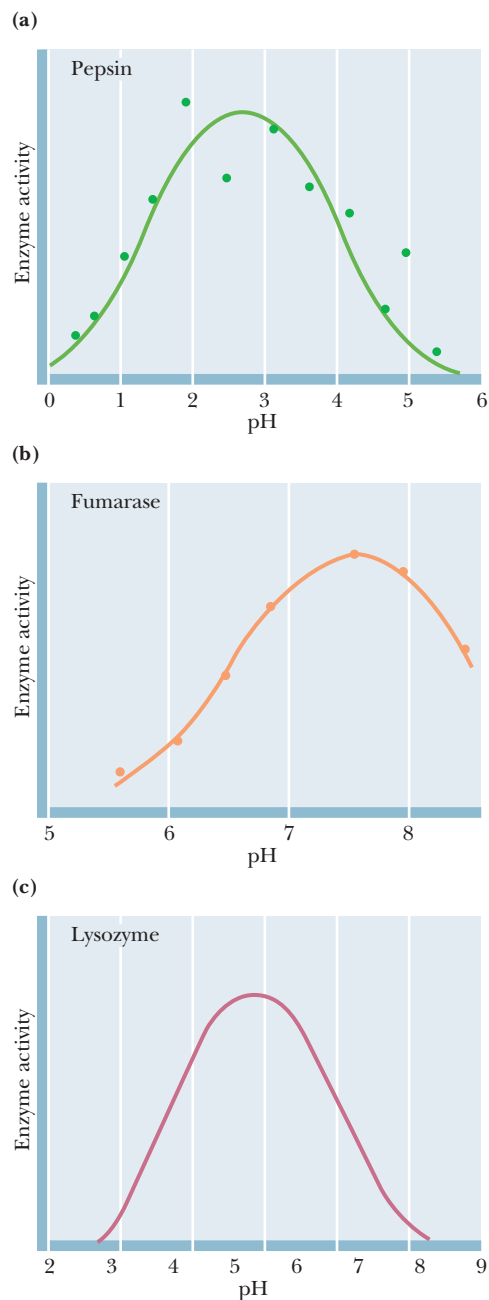 (a)
Pepsin
Enzyme activity
0 1 2 3 4 5 6
pH
(b)
Fumarase
Enzyme activity
5 6 7 8
pH
(c)
Lysozyme
Enzyme activity
2 3 4 5 6 7 8 9
pH